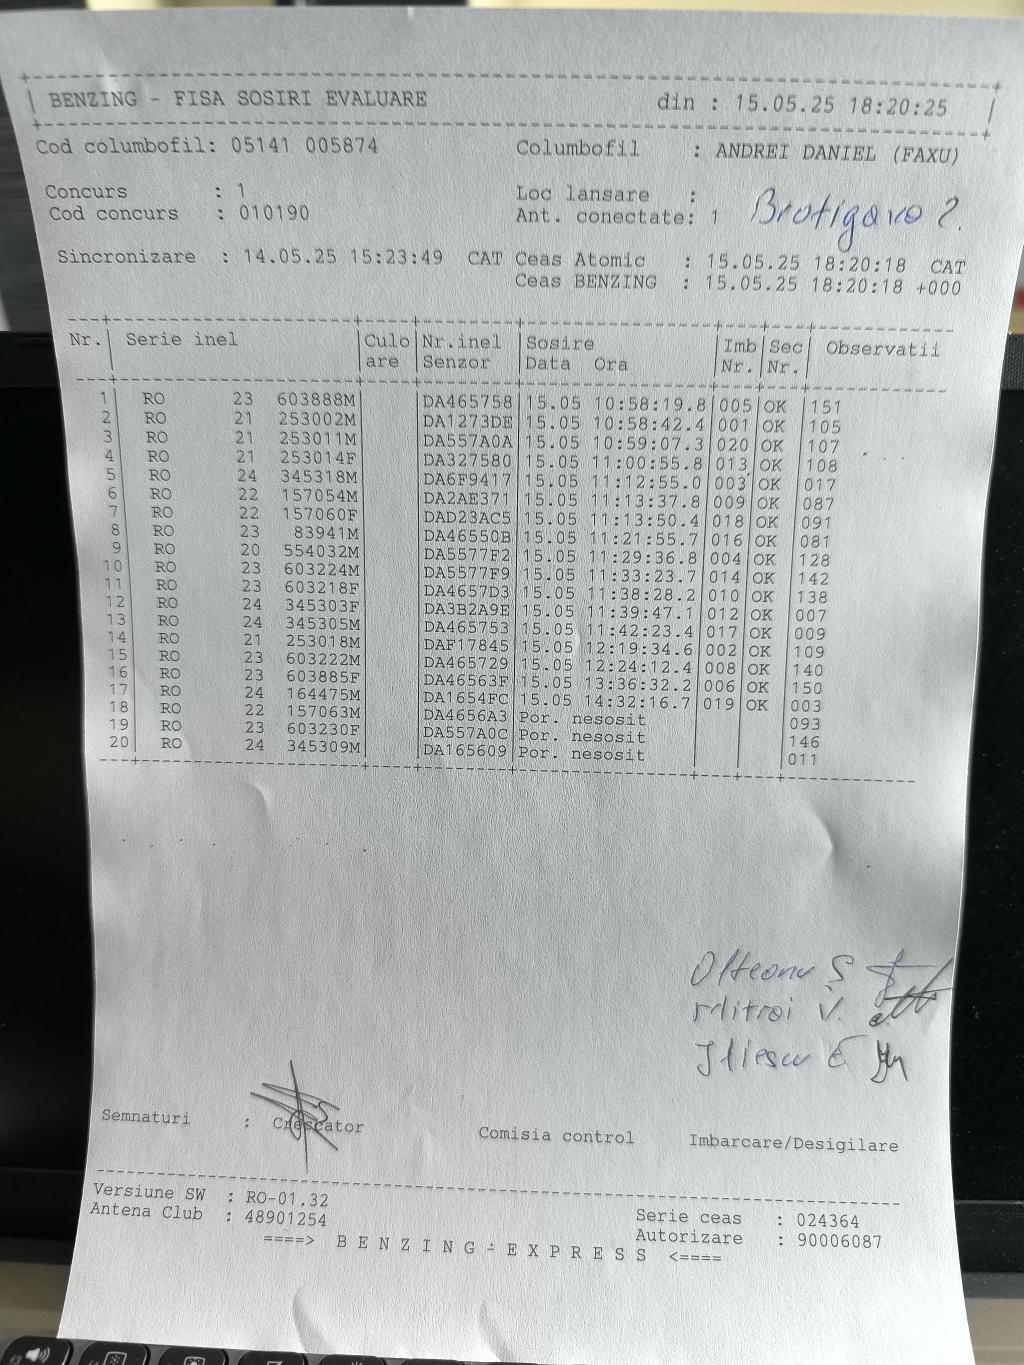 BENZING - FISA SOSIRI EVALUARE din : 15.05.25 18:20:25
Cod columbofil: 05141 005874 Columbofil : ANDREI DANIEL (FAXU)
Concurs : 1 Loc lansare :
Cod concurs : 010190 Ant. conectate: 1
Sincronizare : 14.05.25 15:23:49 CAT Ceas Atomic : 15.05.25 18:20:18 CAT
Ceas BENZING : 15.05.25 18:20:18 +000
Nr. Serie inel Culo Nr.inel Sosire Imb Sec Observatii
are Senzor Data Ora Nr. Nr.
1 RO 23 603888M DA465758 15.05 10:58:19.8 005 OK 151
2 RO 21 253002M DA1273DE 15.05 10:58:42.4 001 OK 105
3 RO 21 253011M DA557A0A 15.05 10:59:07.3 020 OK 107
4 RO 21 253014F DA327580 15.05 11:00:55.8 013 OK 108
5 RO 24 345318M DA6F9417 15.05 11:12:55.0 003 OK 017
6 RO 22 157054M DA2AE371 15.05 11:13:37.8 009 OK 087
7 RO 22 157060F DAD23AC5 15.05 11:13:50.4 018 OK 091
8 RO 23 83941M DA46550B 15.05 11:21:55.7 016 OK 081
9 RO 20 554032M DA5577F2 15.05 11:29:36.8 004 OK 128
10 RO 23 603224M DA5577F9 15.05 11:33:23.7 014 OK 142
11 RO 23 603218F DA4657D3 15.05 11:38:28.2 010 OK 138
12 RO 24 345303F DA3B2A9E 15.05 11:39:47.1 012 OK 007
13 RO 24 345305M DA465753 15.05 11:42:23.4 017 OK 009
14 RO 21 253018M DAF17845 15.05 12:19:34.6 002 OK 109
15 RO 23 603222M DA465729 15.05 12:24:12.4 008 OK 140
16 RO 23 603885F DA46563F 15.05 13:36:32.2 006 OK 150
17 RO 24 164475M DA1654FC 15.05 14:32:16.7 019 OK 003
18 RO 22 157063M DA4656A3 Por. nesosit 093
19 RO 23 603230F DA557A0C Por. nesosit 146
20 RO 24 345309M DA165609 Por. nesosit 011
Olteanu S
Mitroi V.
Iliescu E
Semnaturi : Crescator Comisia control Imbarcare/Desigilare
Versiune SW : RO-01.32 Serie ceas : 024364
Antena Club : 48901254 Autorizare : 90006087
====> B E N Z I N G - E X P R E S S <====